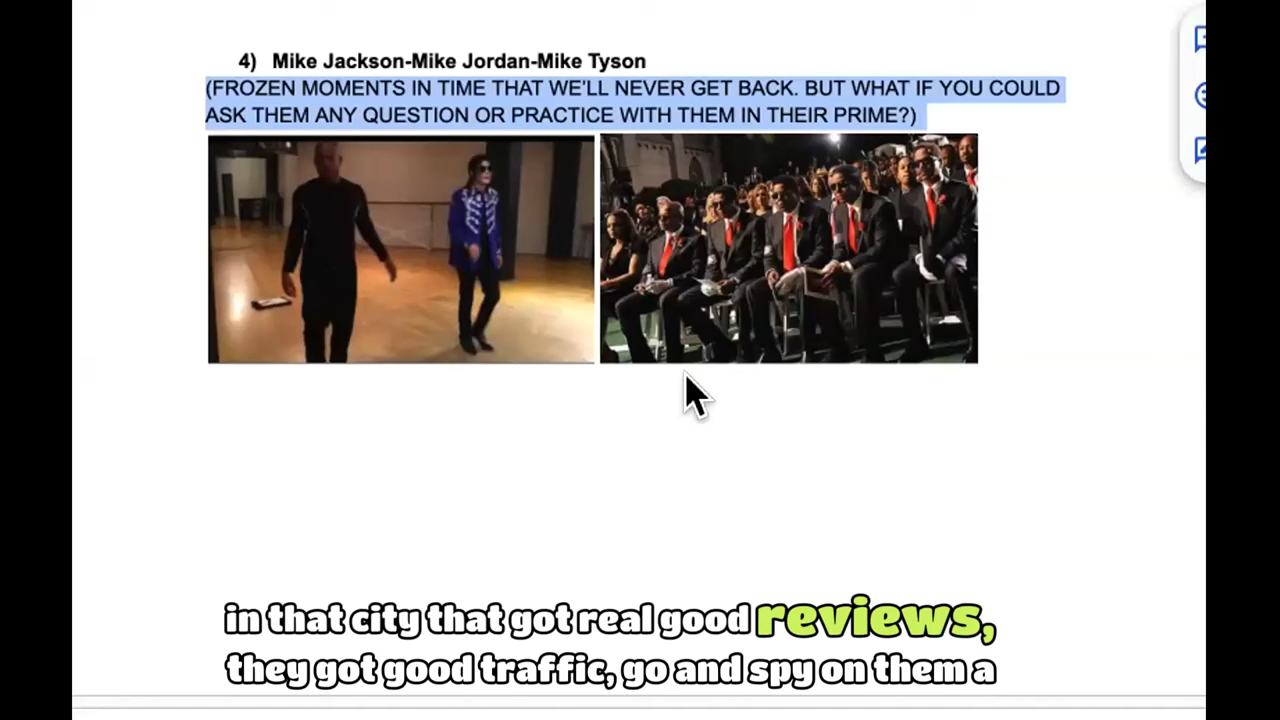 4) Mike Jackson-Mike Jordan-Mike Tyson
(FROZEN MOMENTS IN TIME THAT WE'LL NEVER GET BACK. BUT WHAT IF YOU COULD
ASK THEM ANY QUESTION OR PRACTICE WITH THEM IN THEIR PRIME?)
in that city that got real good reviews,
they got good traffic, go and spy on them a